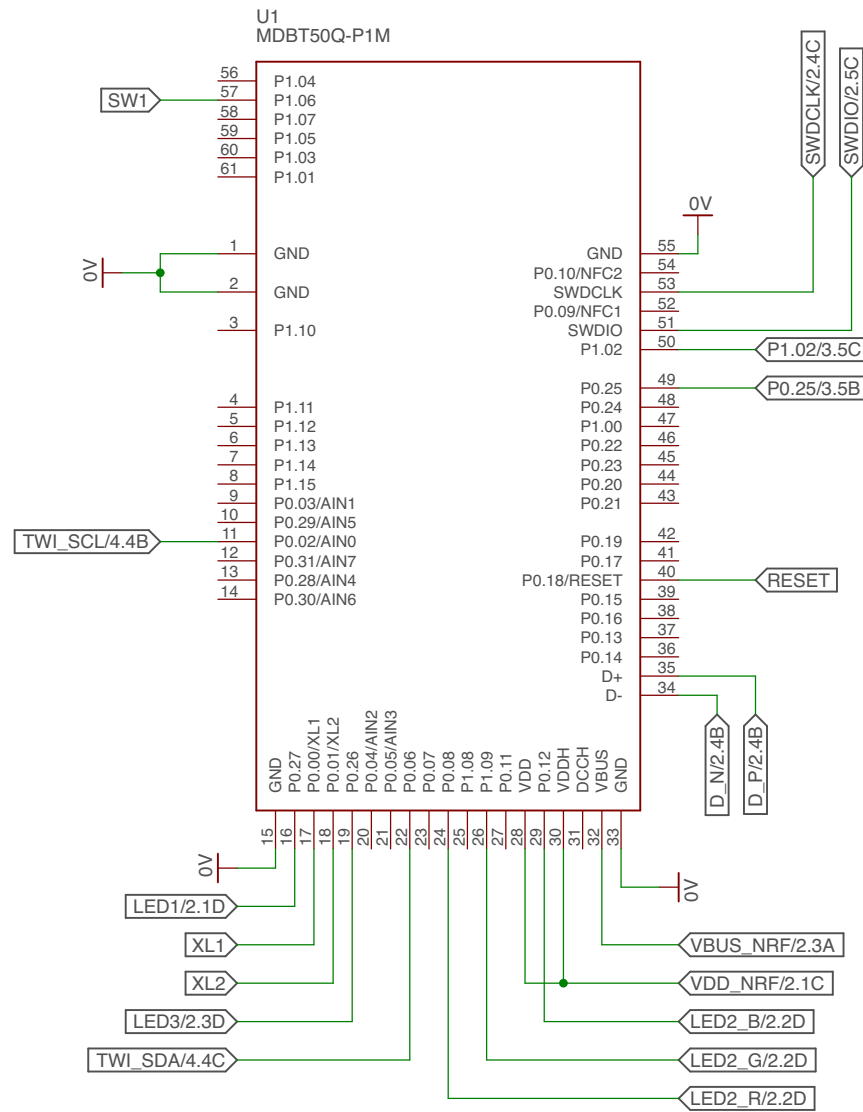 U1
MDBT50Q-P1M
SWDCLK/2.4C
SWDIO/2.5C
56 P1.04
SW1 57 P1.06
58 P1.07
59 P1.05
60 P1.03
61 P1.01
0V
1 GND
0V
2 GND
3 P1.10
4 P1.11
5 P1.12
6 P1.13
7 P1.14
8 P1.15
9 P0.03/AIN1
10 P0.29/AIN5
TWI_SCL/4.4B 11 P0.02/AIN0
12 P0.31/AIN7
13 P0.28/AIN4
14 P0.30/AIN6
GND 55
P0.10/NFC2 54
SWDCLK 53
P0.09/NFC1 52
SWDIO 51
P1.02 50 P1.02/3.5C
P0.25 49 P0.25/3.5B
P0.24 48
P1.00 47
P0.22 46
P0.23 45
P0.20 44
P0.21 43
P0.19 42
P0.17 41
P0.18/RESET 40 RESET
P0.15 39
P0.16 38
P0.13 37
P0.14 36
D+ 35
D- 34
D_N/2.4B
D_P/2.4B
GND 15
P0.27 16
P0.00/XL1 17
P0.01/XL2 18
P0.26 19
P0.04/AIN2 20
P0.05/AIN3 21
P0.06 22
P0.07 23
P0.08 24
P1.08 25
P1.09 26
P0.11 27
VDD 28
P0.12 29
VDDH 30
DCCH 31
VBUS 32
GND 33
0V
0V
LED1/2.1D
XL1
XL2
LED3/2.3D
TWI_SDA/4.4C
VBUS_NRF/2.3A
VDD_NRF/2.1C
LED2_B/2.2D
LED2_G/2.2D
LED2_R/2.2D